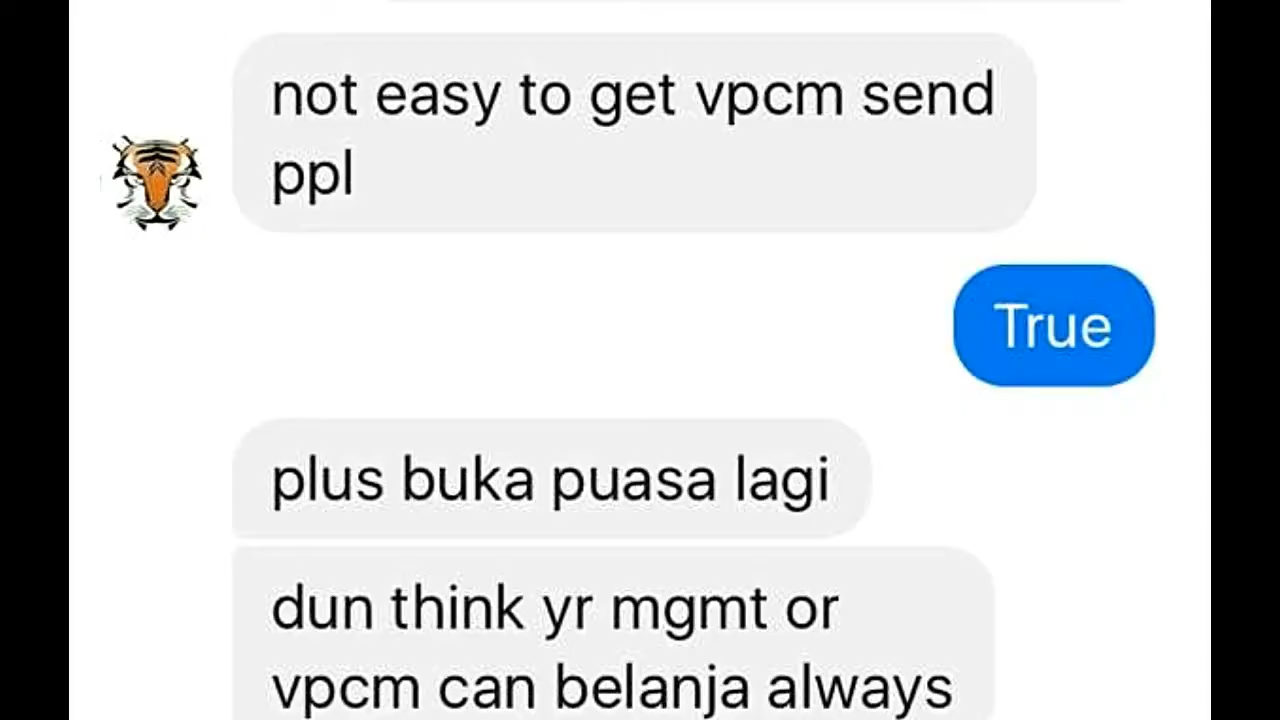 not easy to get vpcm send
ppl
True
plus buka puasa lagi
dun think yr mgmt or
vpcm can belanja always